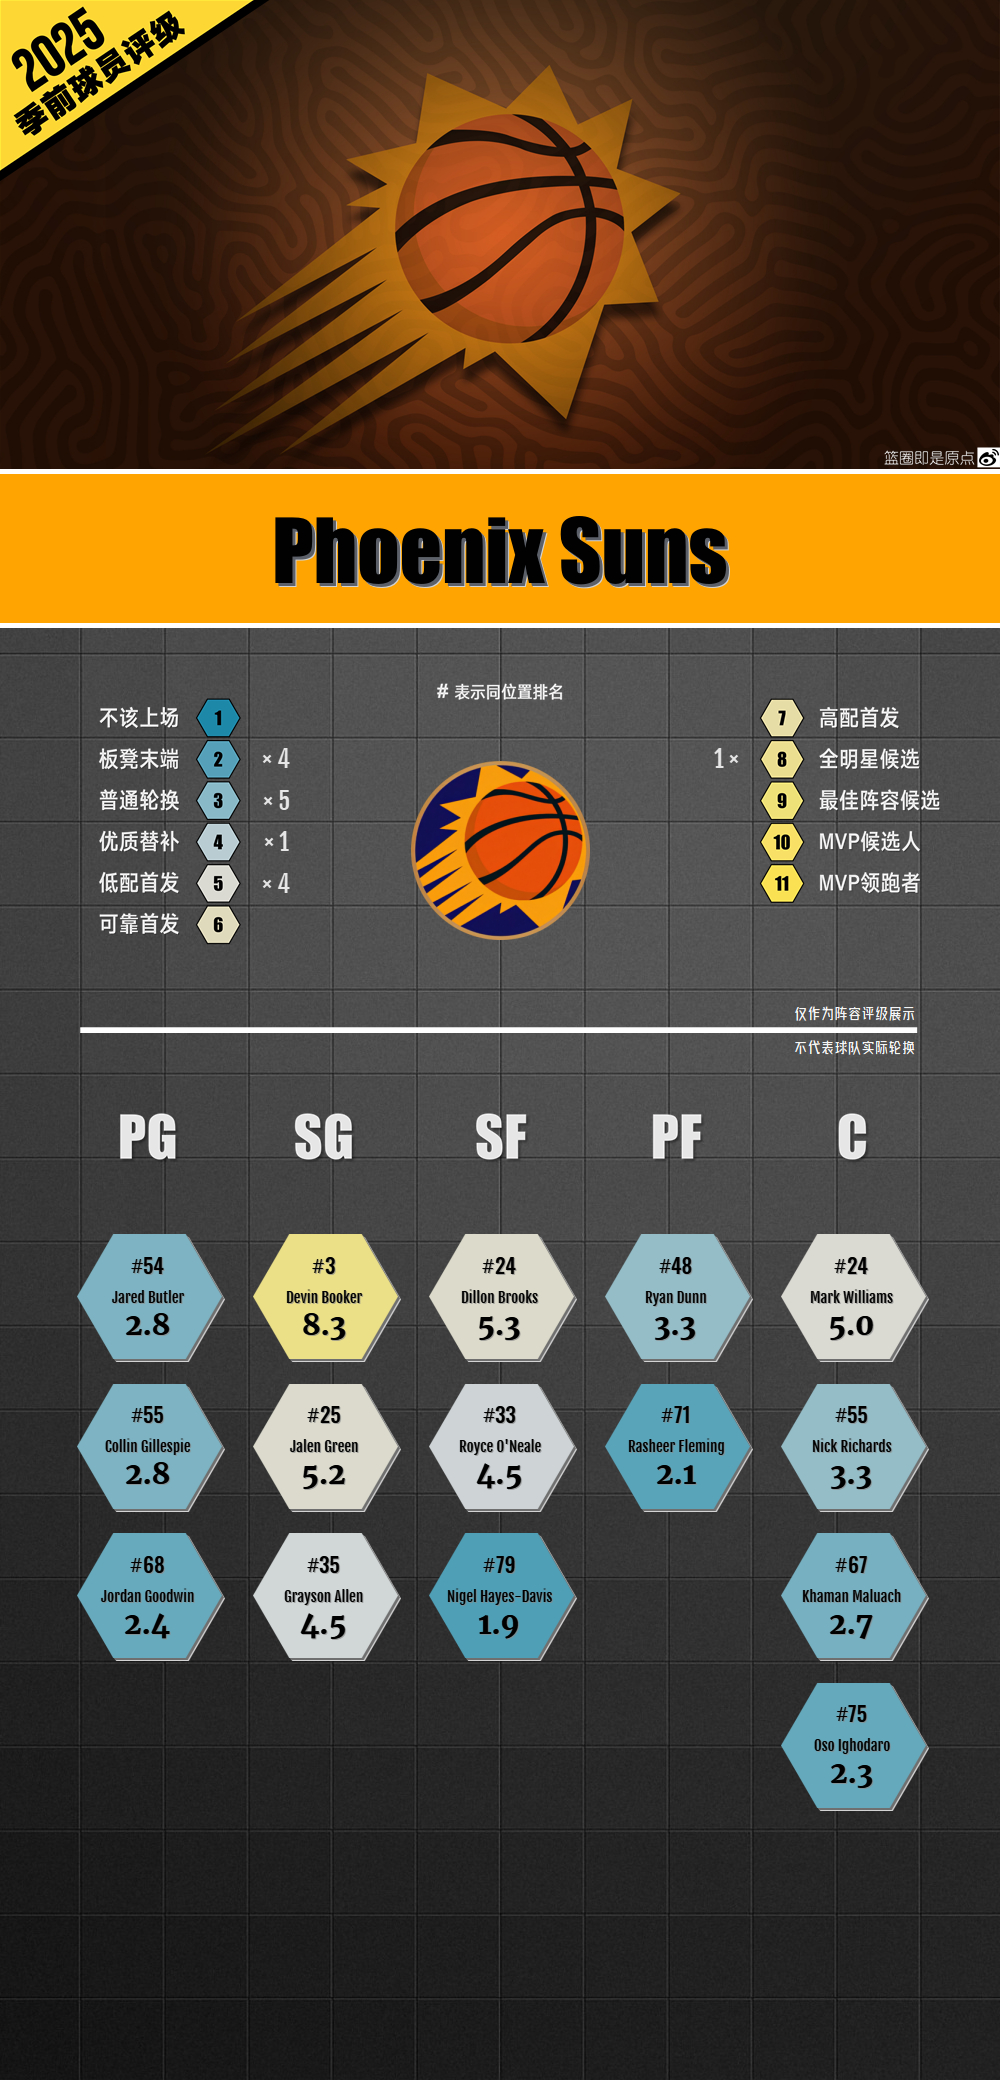 2025
季前球员评级
篮圈即是原点
Phoenix Suns
# 表示同位置排名
不该上场 1
板凳末端 2 × 4
普通轮换 3 × 5
优质替补 4 × 1
低配首发 5 × 4
可靠首发 6
7 高配首发
1 × 8 全明星候选
9 最佳阵容候选
10 MVP候选人
11 MVP领跑者
仅作为阵容评级展示
不代表球队实际轮换
PG SG SF PF C
#54 #3 #24 #48 #24
Jared Butler Devin Booker Dillon Brooks Ryan Dunn Mark Williams
2.8 8.3 5.3 3.3 5.0
#55 #25 #33 #71 #55
Collin Gillespie Jalen Green Royce O'Neale Rasheer Fleming Nick Richards
2.8 5.2 4.5 2.1 3.3
#68 #35 #79 #67
Jordan Goodwin Grayson Allen Nigel Hayes-Davis Khaman Maluach
2.4 4.5 1.9 2.7
#75
Oso Ighodaro
2.3